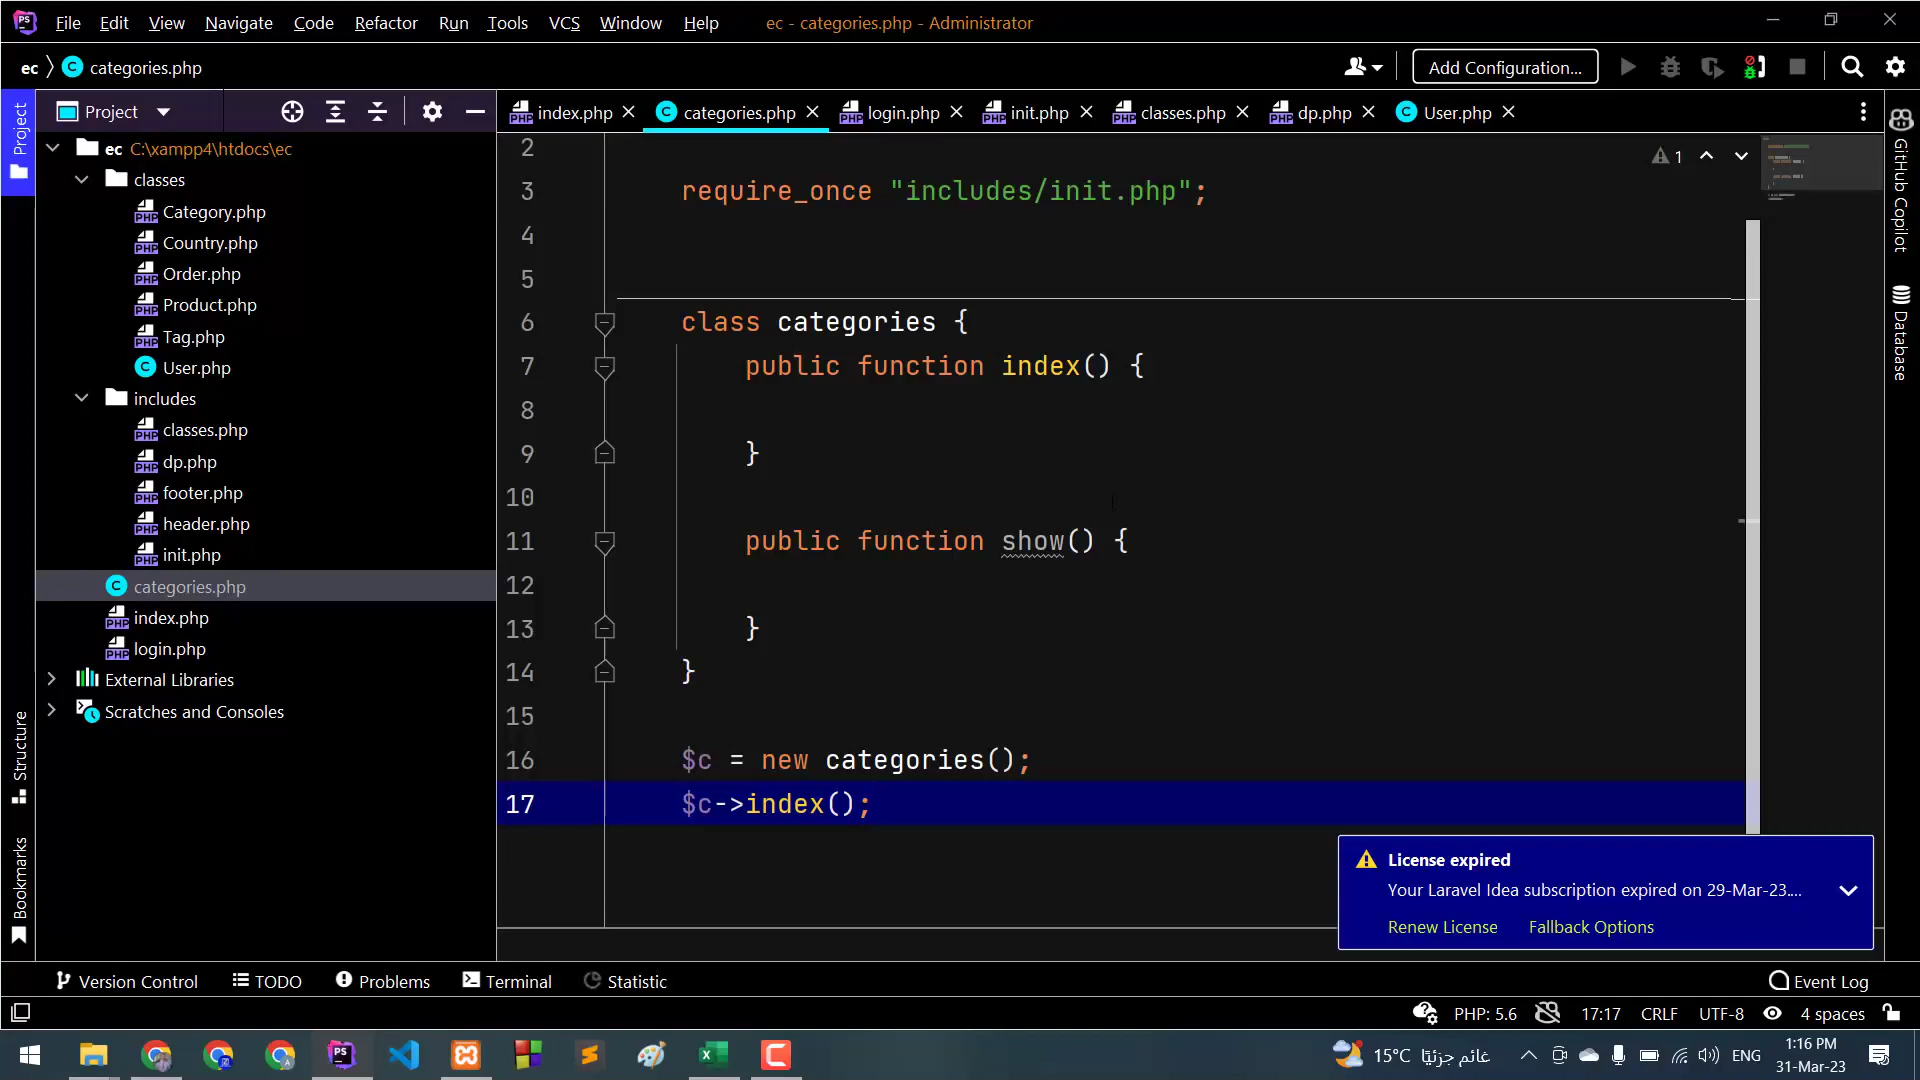 File Edit View Navigate Code Refactor Run Tools VCS Window Help ec - categories.php - Administrator
ec categories.php Add Configuration...
Project
index.php categories.php login.php init.php classes.php dp.php User.php
ec C:\xampp4\htdocs\ec
classes
Category.php
Country.php
Order.php
Product.php
Tag.php
User.php
includes
classes.php
dp.php
footer.php
header.php
init.php
categories.php
index.php
login.php
External Libraries
Scratches and Consoles
Project
Structure
Bookmarks
1
2
3 require_once "includes/init.php";
4
5
6 class categories {
7 public function index() {
8
9 }
10
11 public function show() {
12
13 }
14 }
15
16 $c = new categories();
17 $c->index();
GitHub Copilot
Database
License expired
Your Laravel Idea subscription expired on 29-Mar-23....
Renew License Fallback Options
Version Control TODO Problems Terminal Statistic Event Log
PHP: 5.6 17:17 CRLF UTF-8 4 spaces
15°C غائم جزئيًا ENG 1:16 PM
31-Mar-23